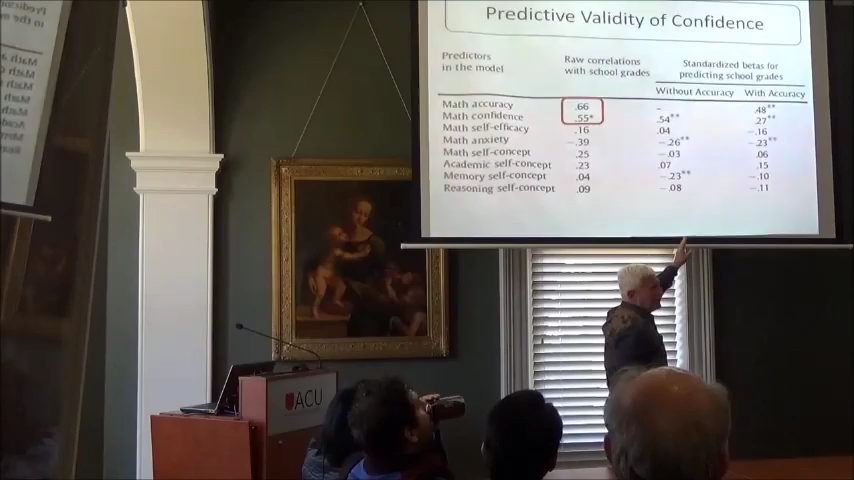 Predictive Validity of Confidence
Predictors
in the model
Raw correlations
with school grades
Standardized betas for
predicting school grades
Without Accuracy With Accuracy
Math accuracy .66 – .48**
Math confidence .55* .54** .27**
Math self-efficacy .16 .04 –.16
Math anxiety –.39 –.26** –.23**
Math self-concept .25 –.03 .06
Academic self-concept .23 .07 .15
Memory self-concept .04 –.23** –.10
Reasoning self-concept .09 –.08 –.11
ACU